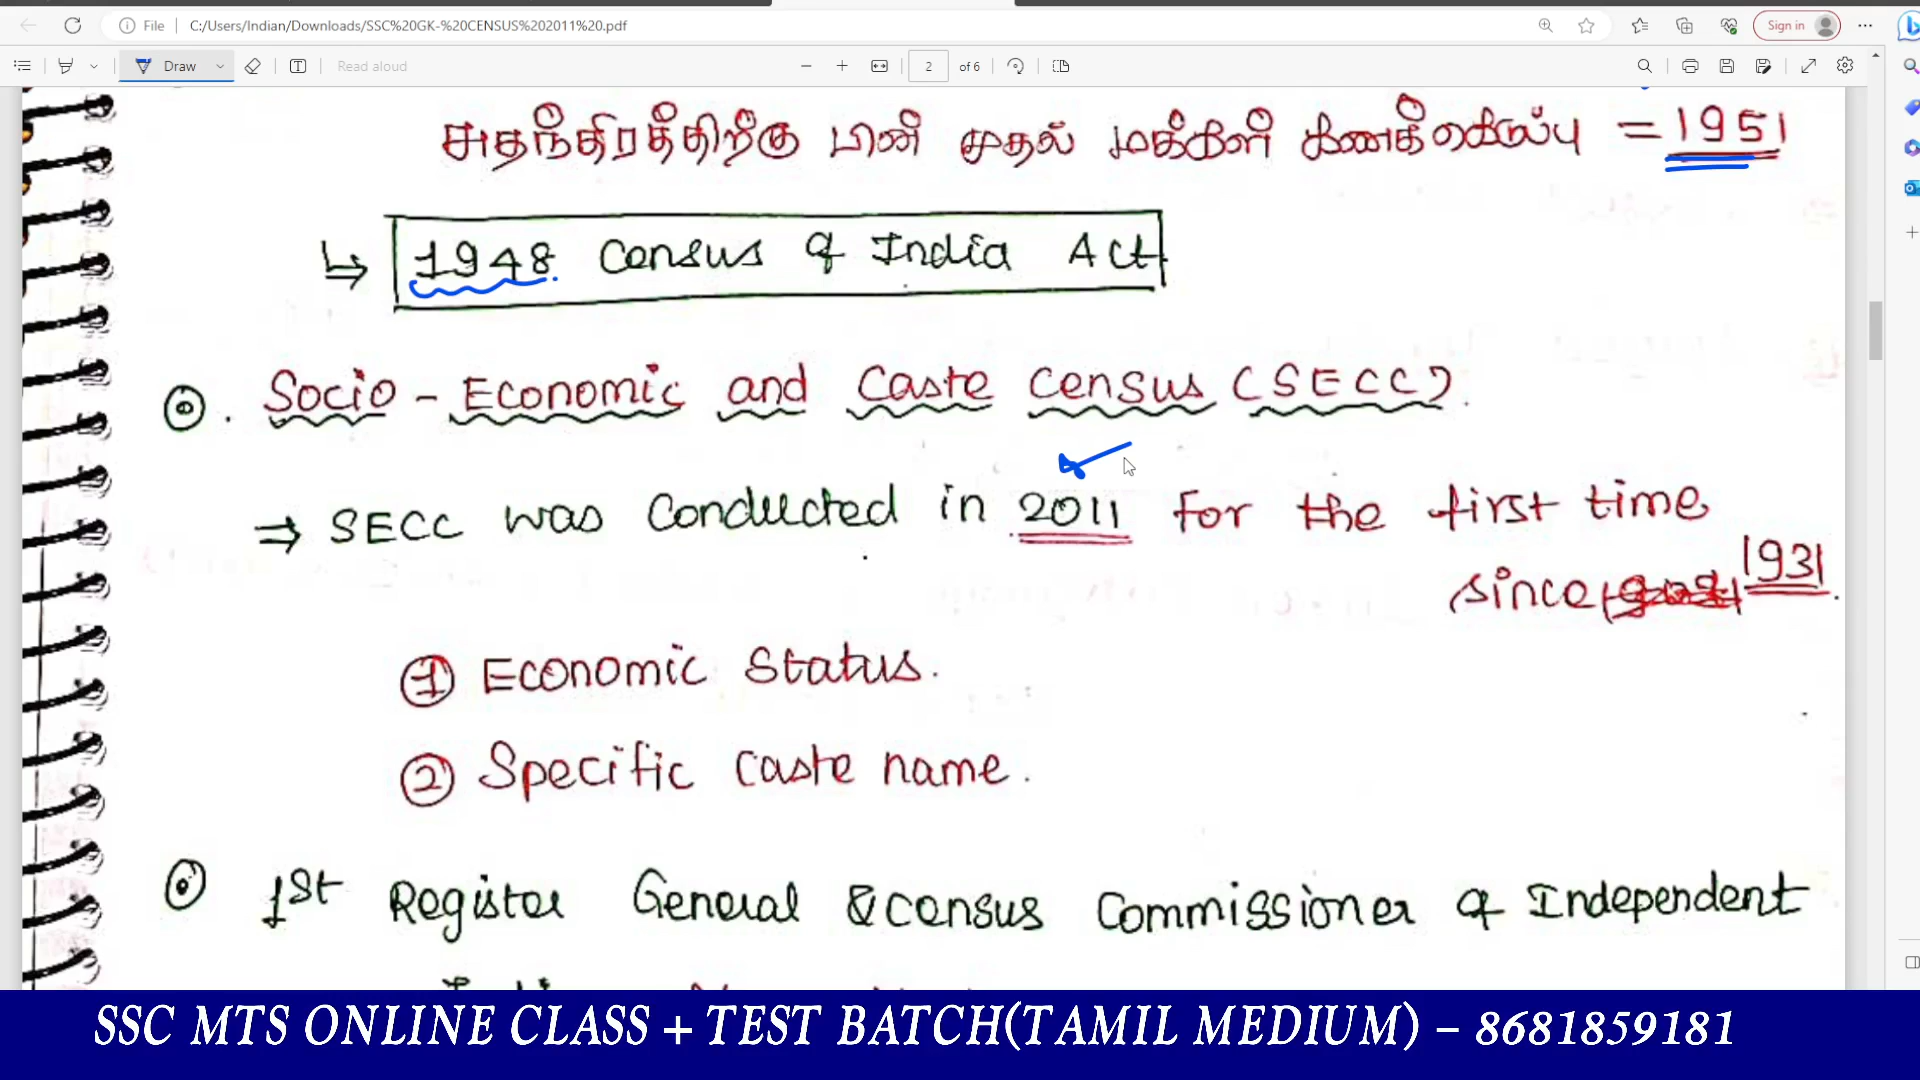 File C:/Users/Indian/Downloads/SSC%20GK-%20CENSUS%202011%20.pdf Sign in
Draw Read aloud 2 of 6
சுதந்திரத்திற்கு பின் முதல் மக்கள் கணக்கெடுப்பு = 1951
1948 Census of India Act
Socio - Economic and Caste Census (SECC).
⇒ SECC was conducted in 2011 for the first time
since 1931.
① Economic Status.
② Specific caste name.
1st Register General & census Commissioner of Independent
SSC MTS ONLINE CLASS + TEST BATCH(TAMIL MEDIUM) – 8681859181